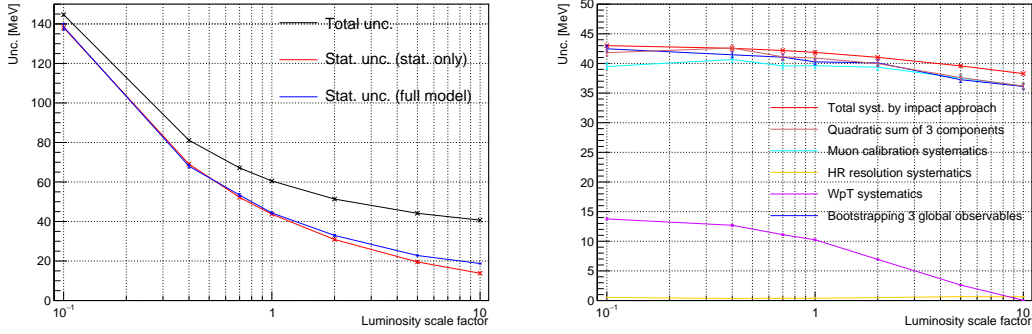 Unc. [MeV]
140
120
100
80
60
40
20
0
Total unc.
Stat. unc. (stat. only)
Stat. unc. (full model)
10⁻¹
1
10
Luminosity scale factor
Unc. [MeV]
50
45
40
35
30
25
20
15
10
5
0
Total syst. by impact approach
Quadratic sum of 3 components
Muon calibration systematics
HR resolution systematics
WpT systematics
Bootstrapping 3 global observables
10⁻¹
1
10
Luminosity scale factor